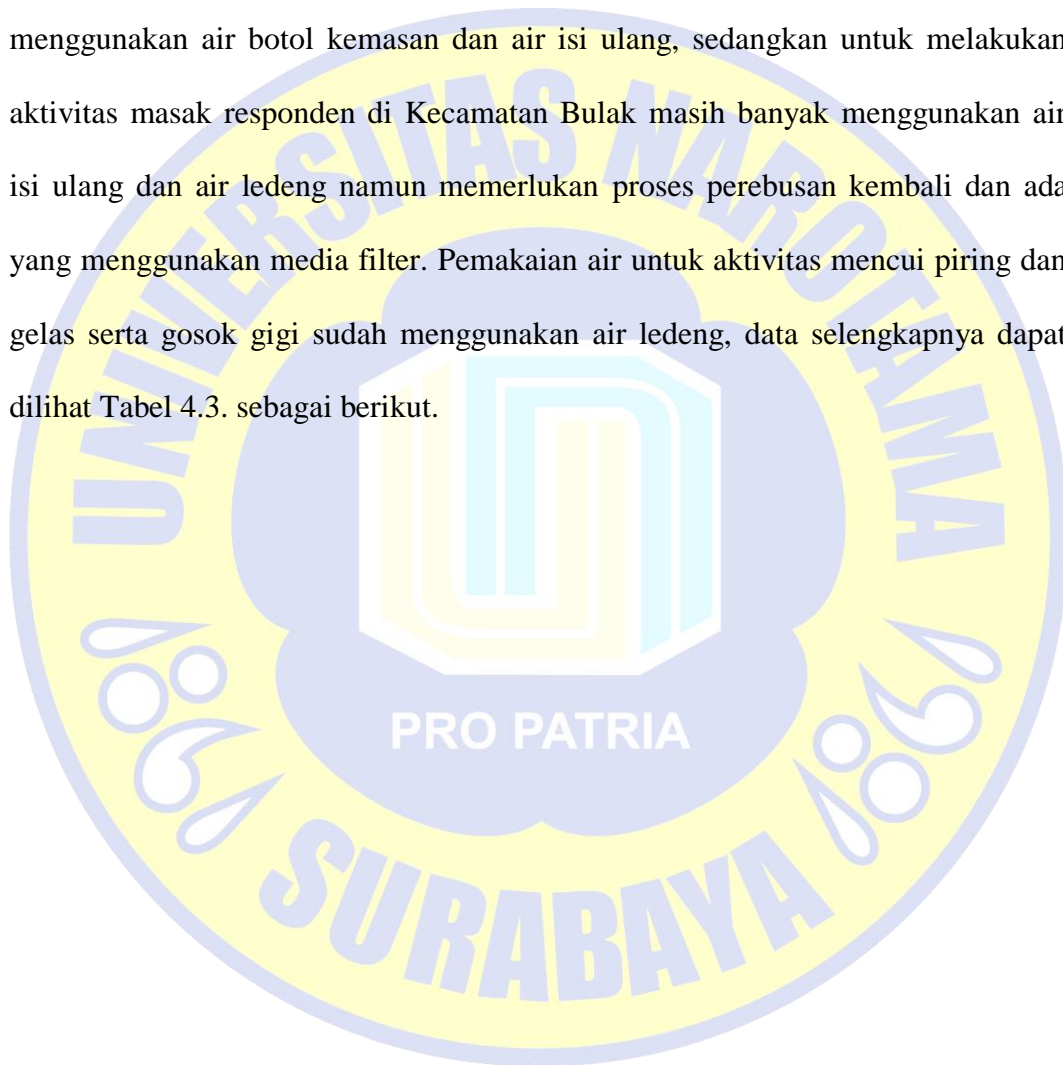 menggunakan air botol kemasan dan air isi ulang, sedangkan untuk melakukan
aktivitas masak responden di Kecamatan Bulak masih banyak menggunakan air
isi ulang dan air ledeng namun memerlukan proses perebusan kembali dan ada
yang menggunakan media filter. Pemakaian air untuk aktivitas mencui piring dan
gelas serta gosok gigi sudah menggunakan air ledeng, data selengkapnya dapat
dilihat Tabel 4.3. sebagai berikut.
UNIVERSITAS NAROTAMA
PRO PATRIA
SURABAYA